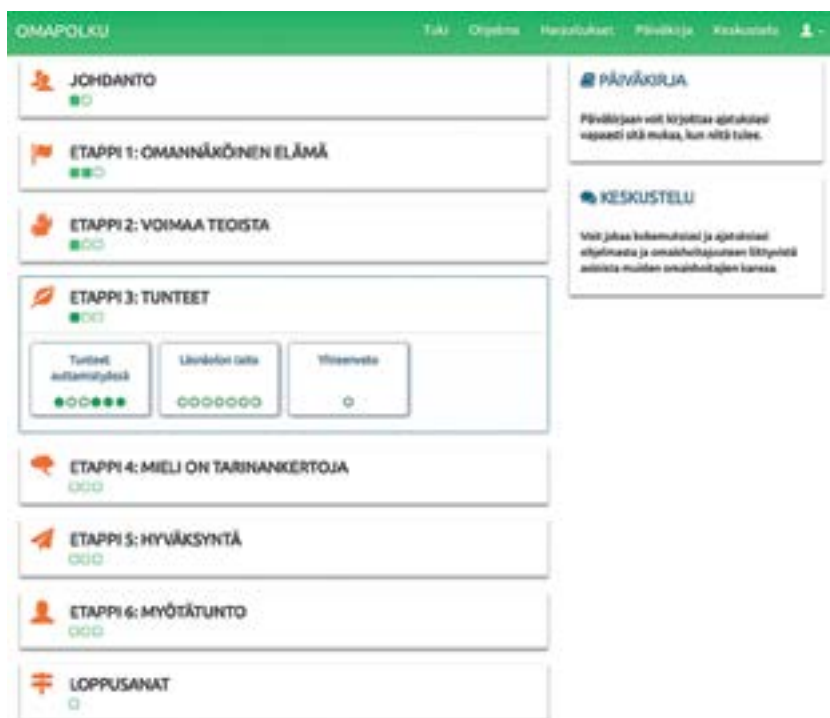 OMAPOLKU
Tuki Ohjelma Harjoitukset Päiväkirja Keskustelu
JOHDANTO
ETAPPI 1: OMANNÄKÖINEN ELÄMÄ
ETAPPI 2: VOIMAA TEOISTA
ETAPPI 3: TUNTEET
Tunteet
auttamistyössä
Läsnäolon taito
Yhteenveto
ETAPPI 4: MIELI ON TARINANKERTOJA
ETAPPI 5: HYVÄKSYNTÄ
ETAPPI 6: MYÖTÄTUNTO
LOPPUSANAT
PÄIVÄKIRJA
Päiväkirjaan voit kirjoittaa ajatuksiasi
vapaasti sitä mukaa, kun niitä tulee.
KESKUSTELU
Voit jakaa kokemuksiasi ja ajatuksiasi
ohjelmasta ja omaishoitajuuteen liittyvistä
asioista muiden omaishoitajien kanssa.